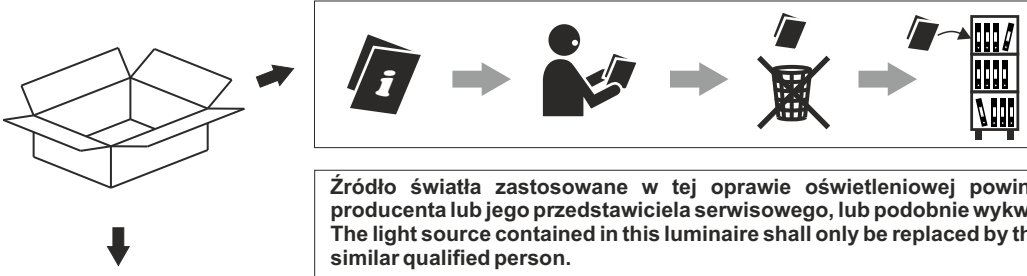 i
Źródło światła zastosowane w tej oprawie oświetleniowej
producenta lub jego przedstawiciela serwisowego, lub podobnie
The light source contained in this luminaire shall only be replaced by
similar qualified person.